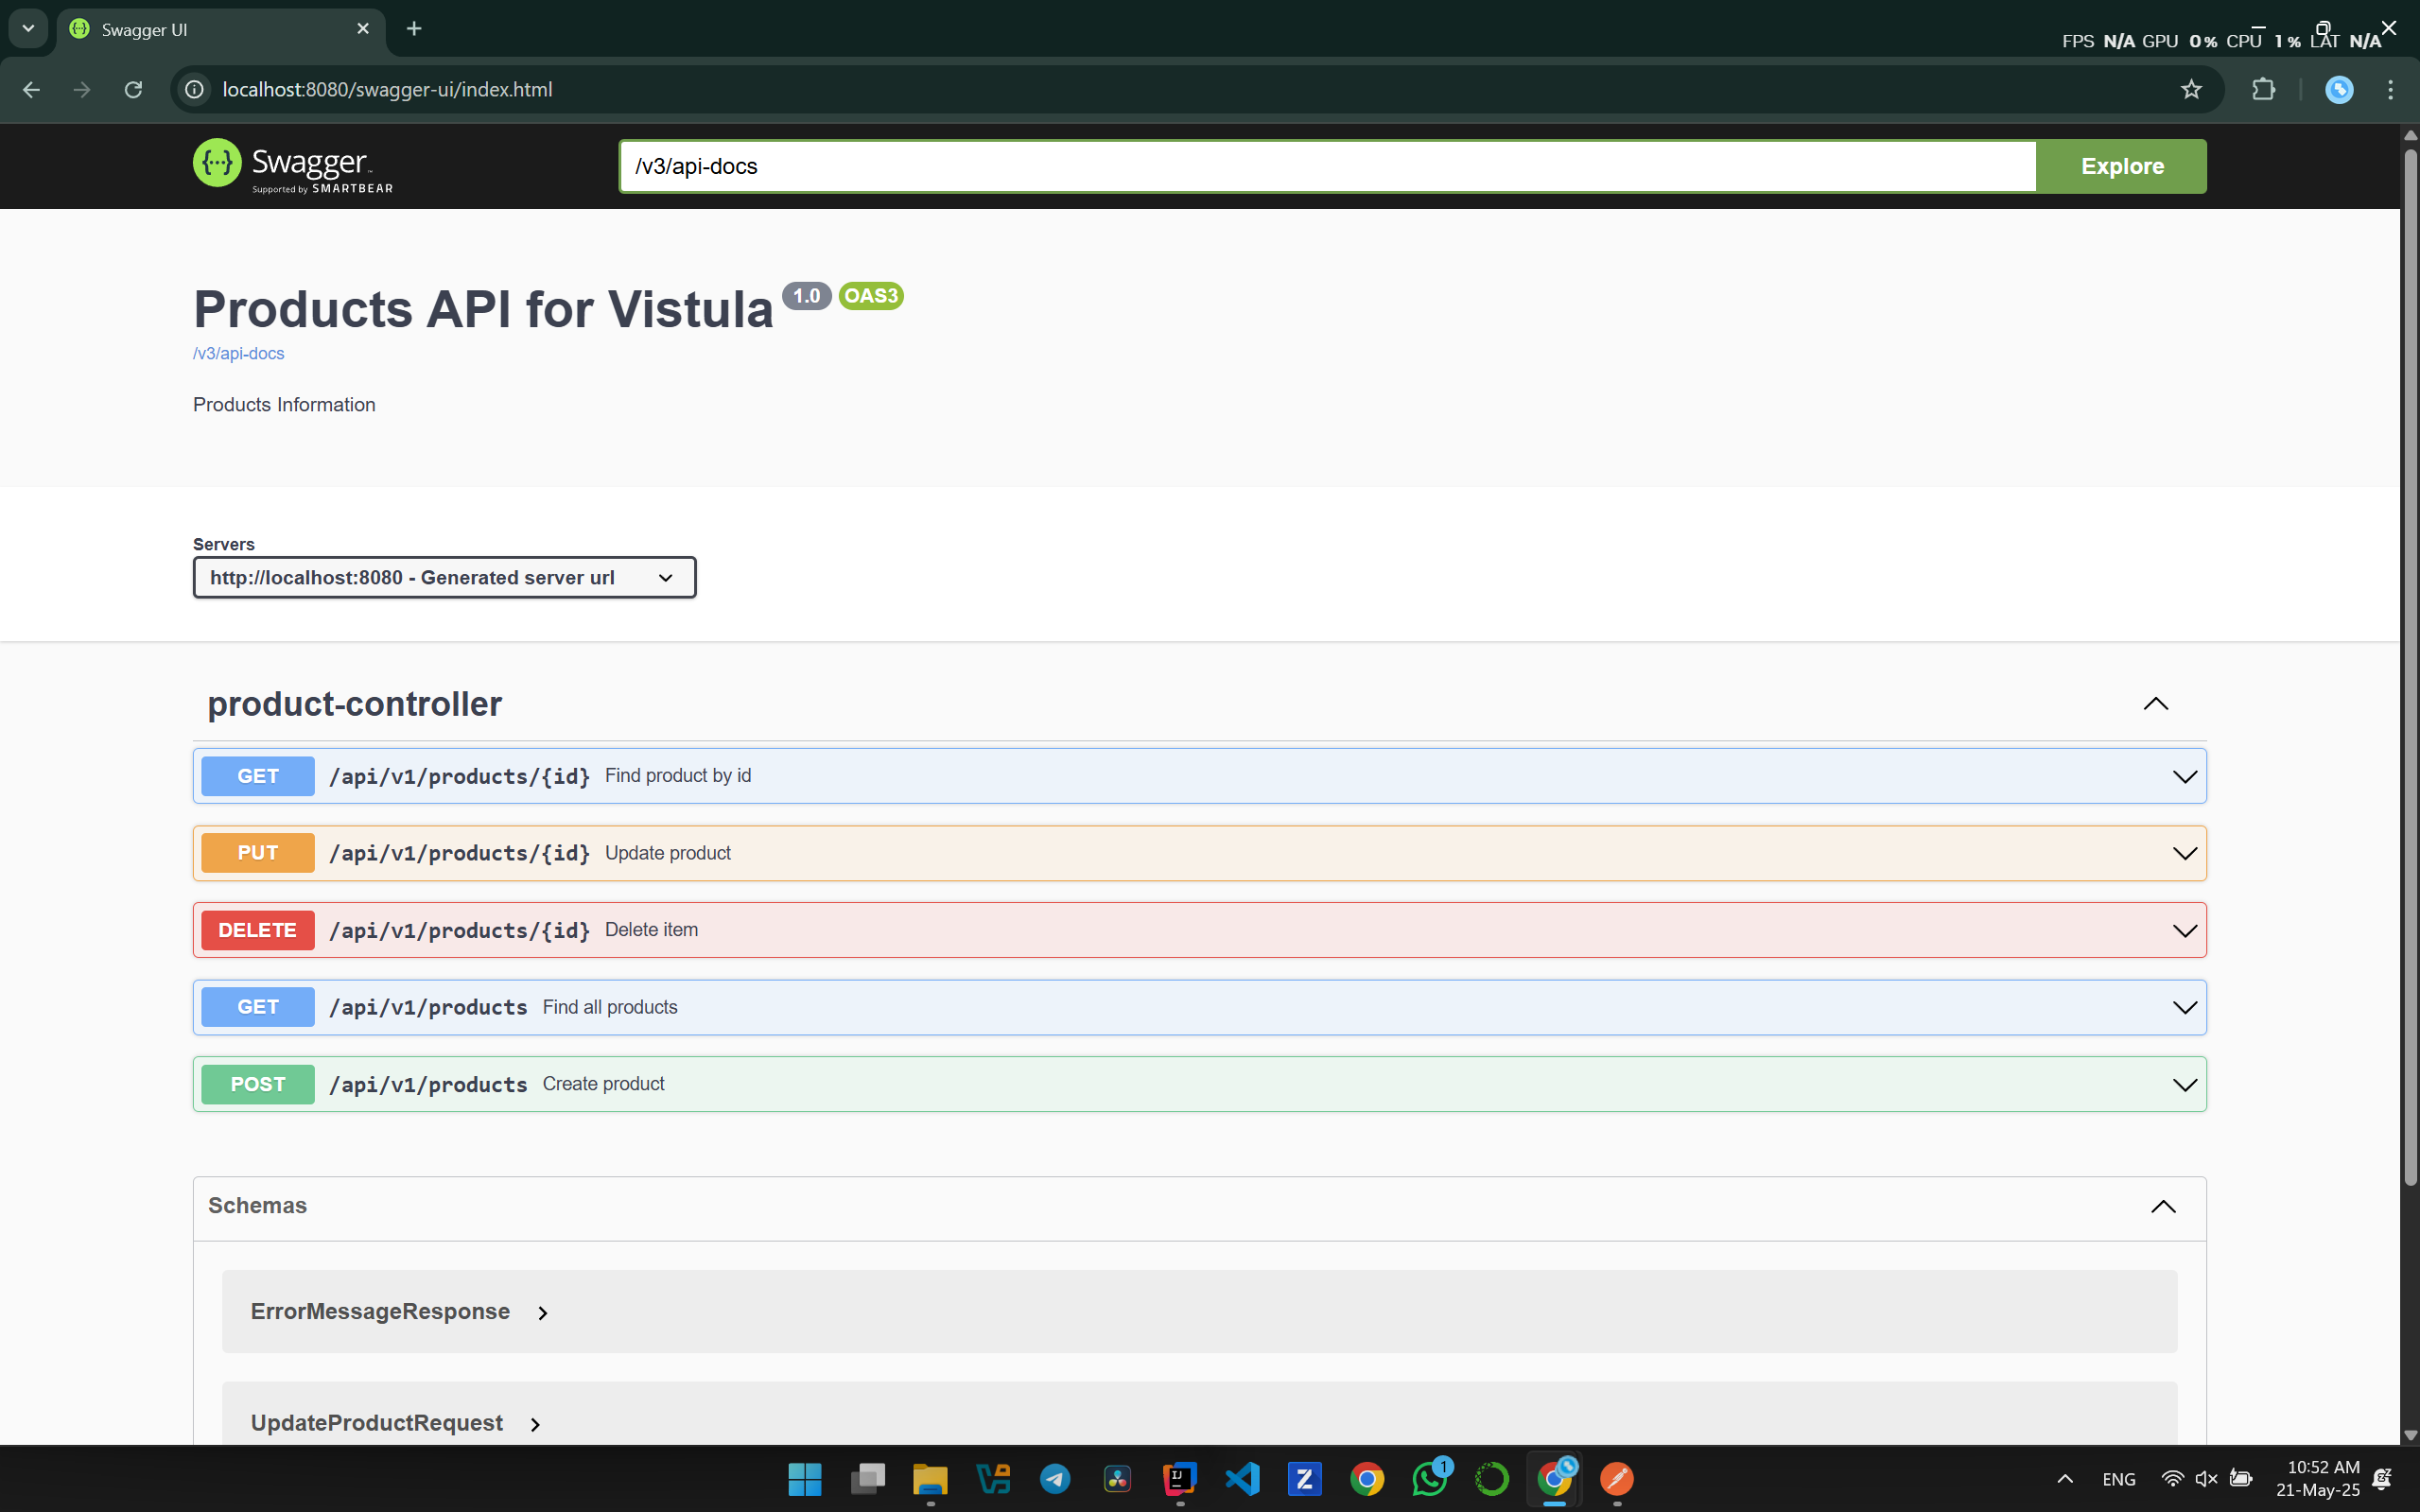 Swagger UI
FPS N/A GPU 0% CPU 1% LAT N/A
localhost:8080/swagger-ui/index.html
Swagger
Supported by SMARTBEAR
/v3/api-docs
Explore
Products API for Vistula 1.0 OAS3
/v3/api-docs
Products Information
Servers
http://localhost:8080 - Generated server url
product-controller
GET /api/v1/products/{id} Find product by id
PUT /api/v1/products/{id} Update product
DELETE /api/v1/products/{id} Delete item
GET /api/v1/products Find all products
POST /api/v1/products Create product
Schemas
ErrorMessageResponse
UpdateProductRequest
1
ENG
10:52 AM
21-May-25